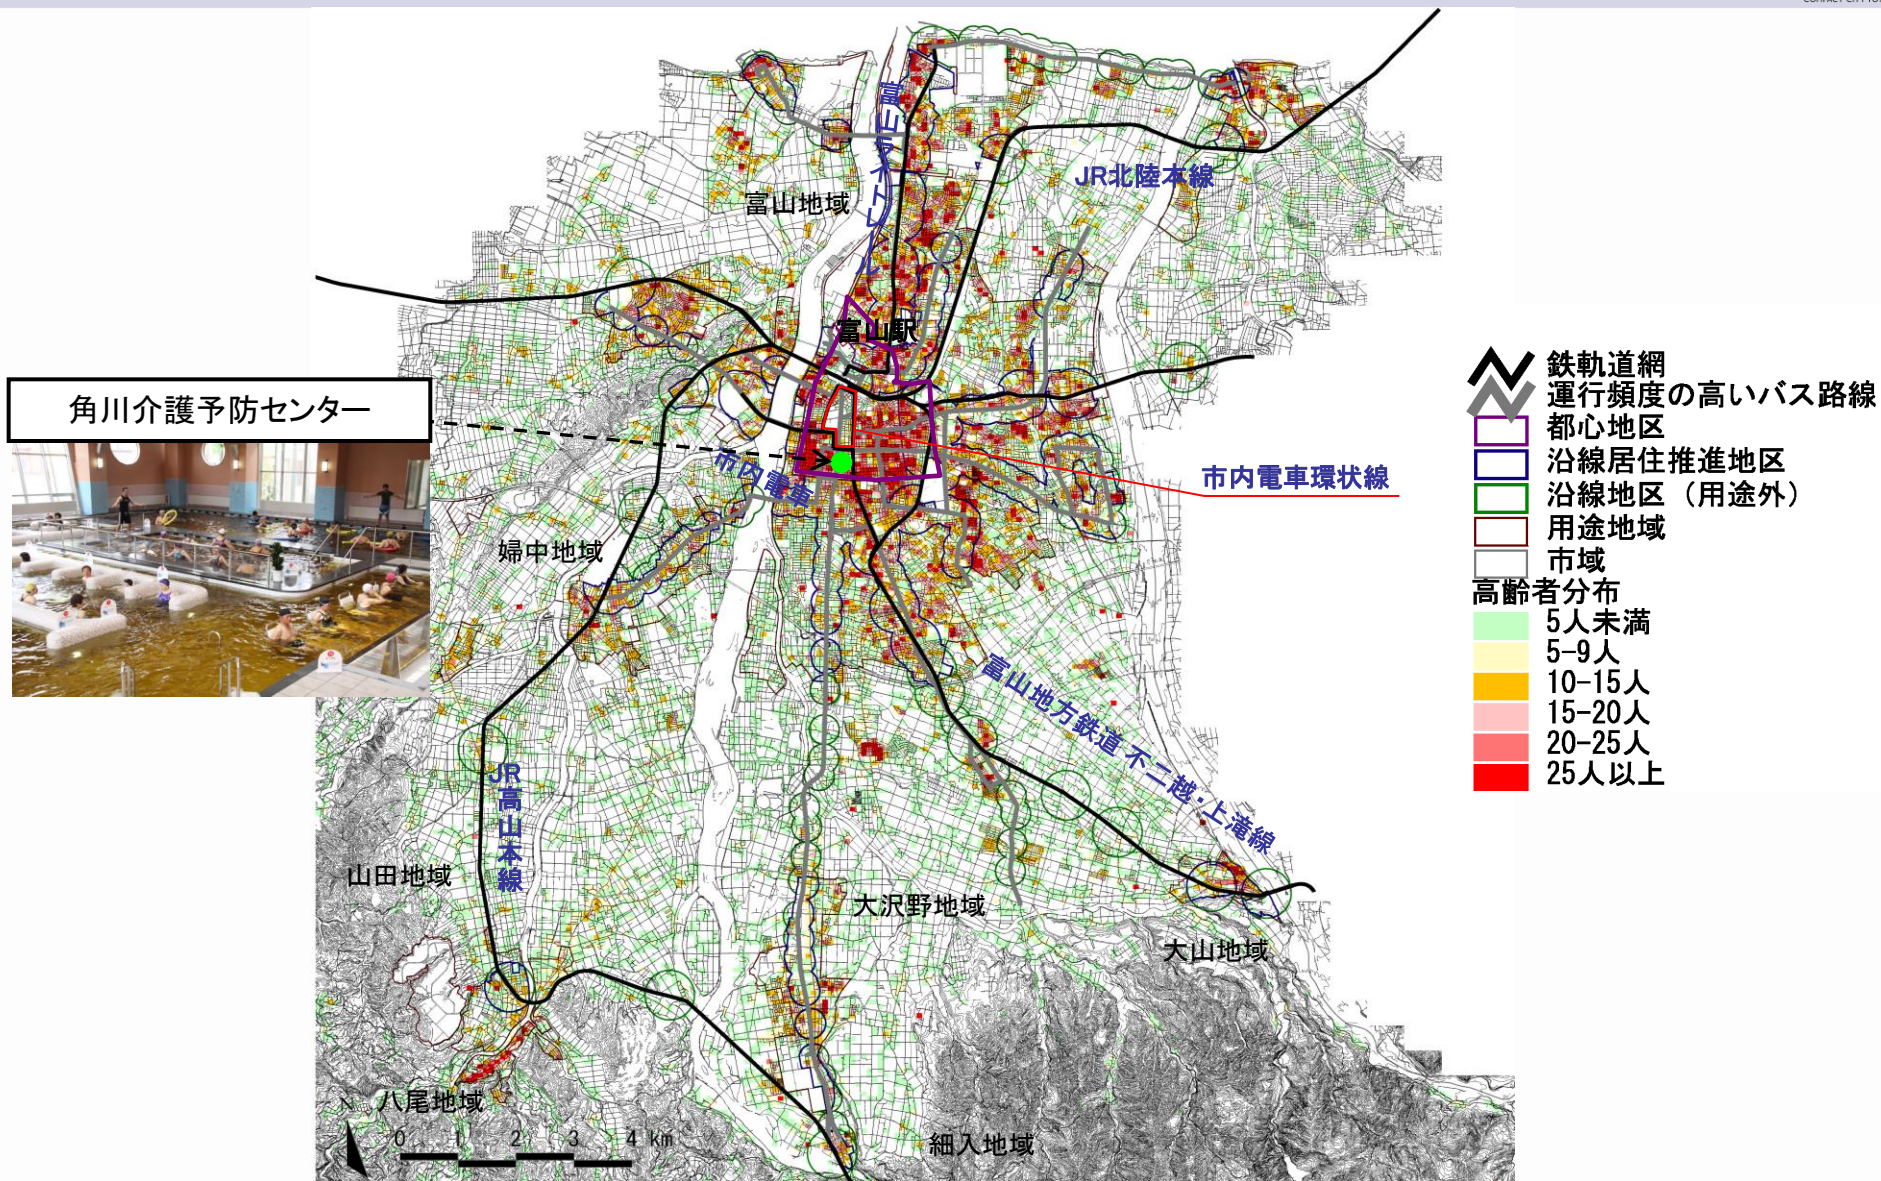 富山ライトレール
JR北陸本線
富山地域
富山駅
角川介護予防センター
市内電車
市内電車環状線
婦中地域
富山地方鉄道 不二越・上滝線
JR高山本線
山田地域
大沢野地域
大山地域
八尾地域
細入地域
N
0 1 2 3 4 km
鉄軌道網
運行頻度の高いバス路線
都心地区
沿線居住推進地区
沿線地区（用途外）
用途地域
市域
高齢者分布
5人未満
5-9人
10-15人
15-20人
20-25人
25人以上